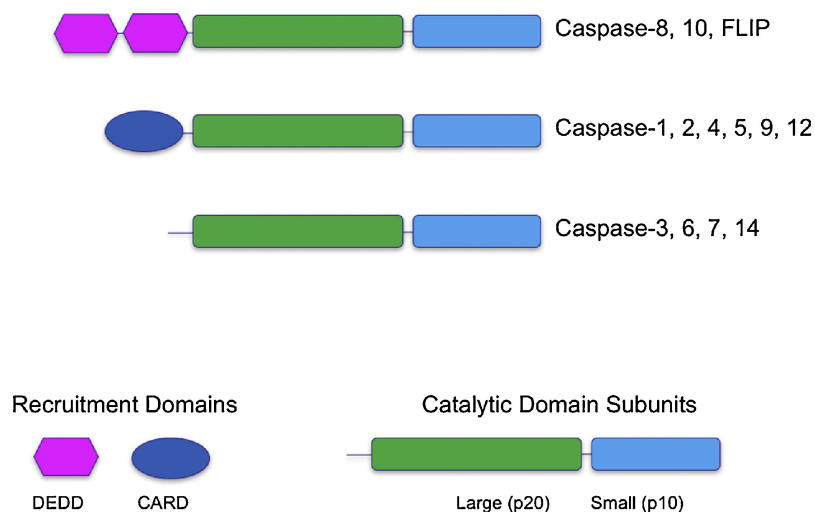 Caspase-8, 10, FLIP
Caspase-1, 2, 4, 5, 9, 12
Caspase-3, 6, 7, 14
Recruitment Domains
Catalytic Domain Subunits
DEDD
CARD
Large (p20)
Small (p10)